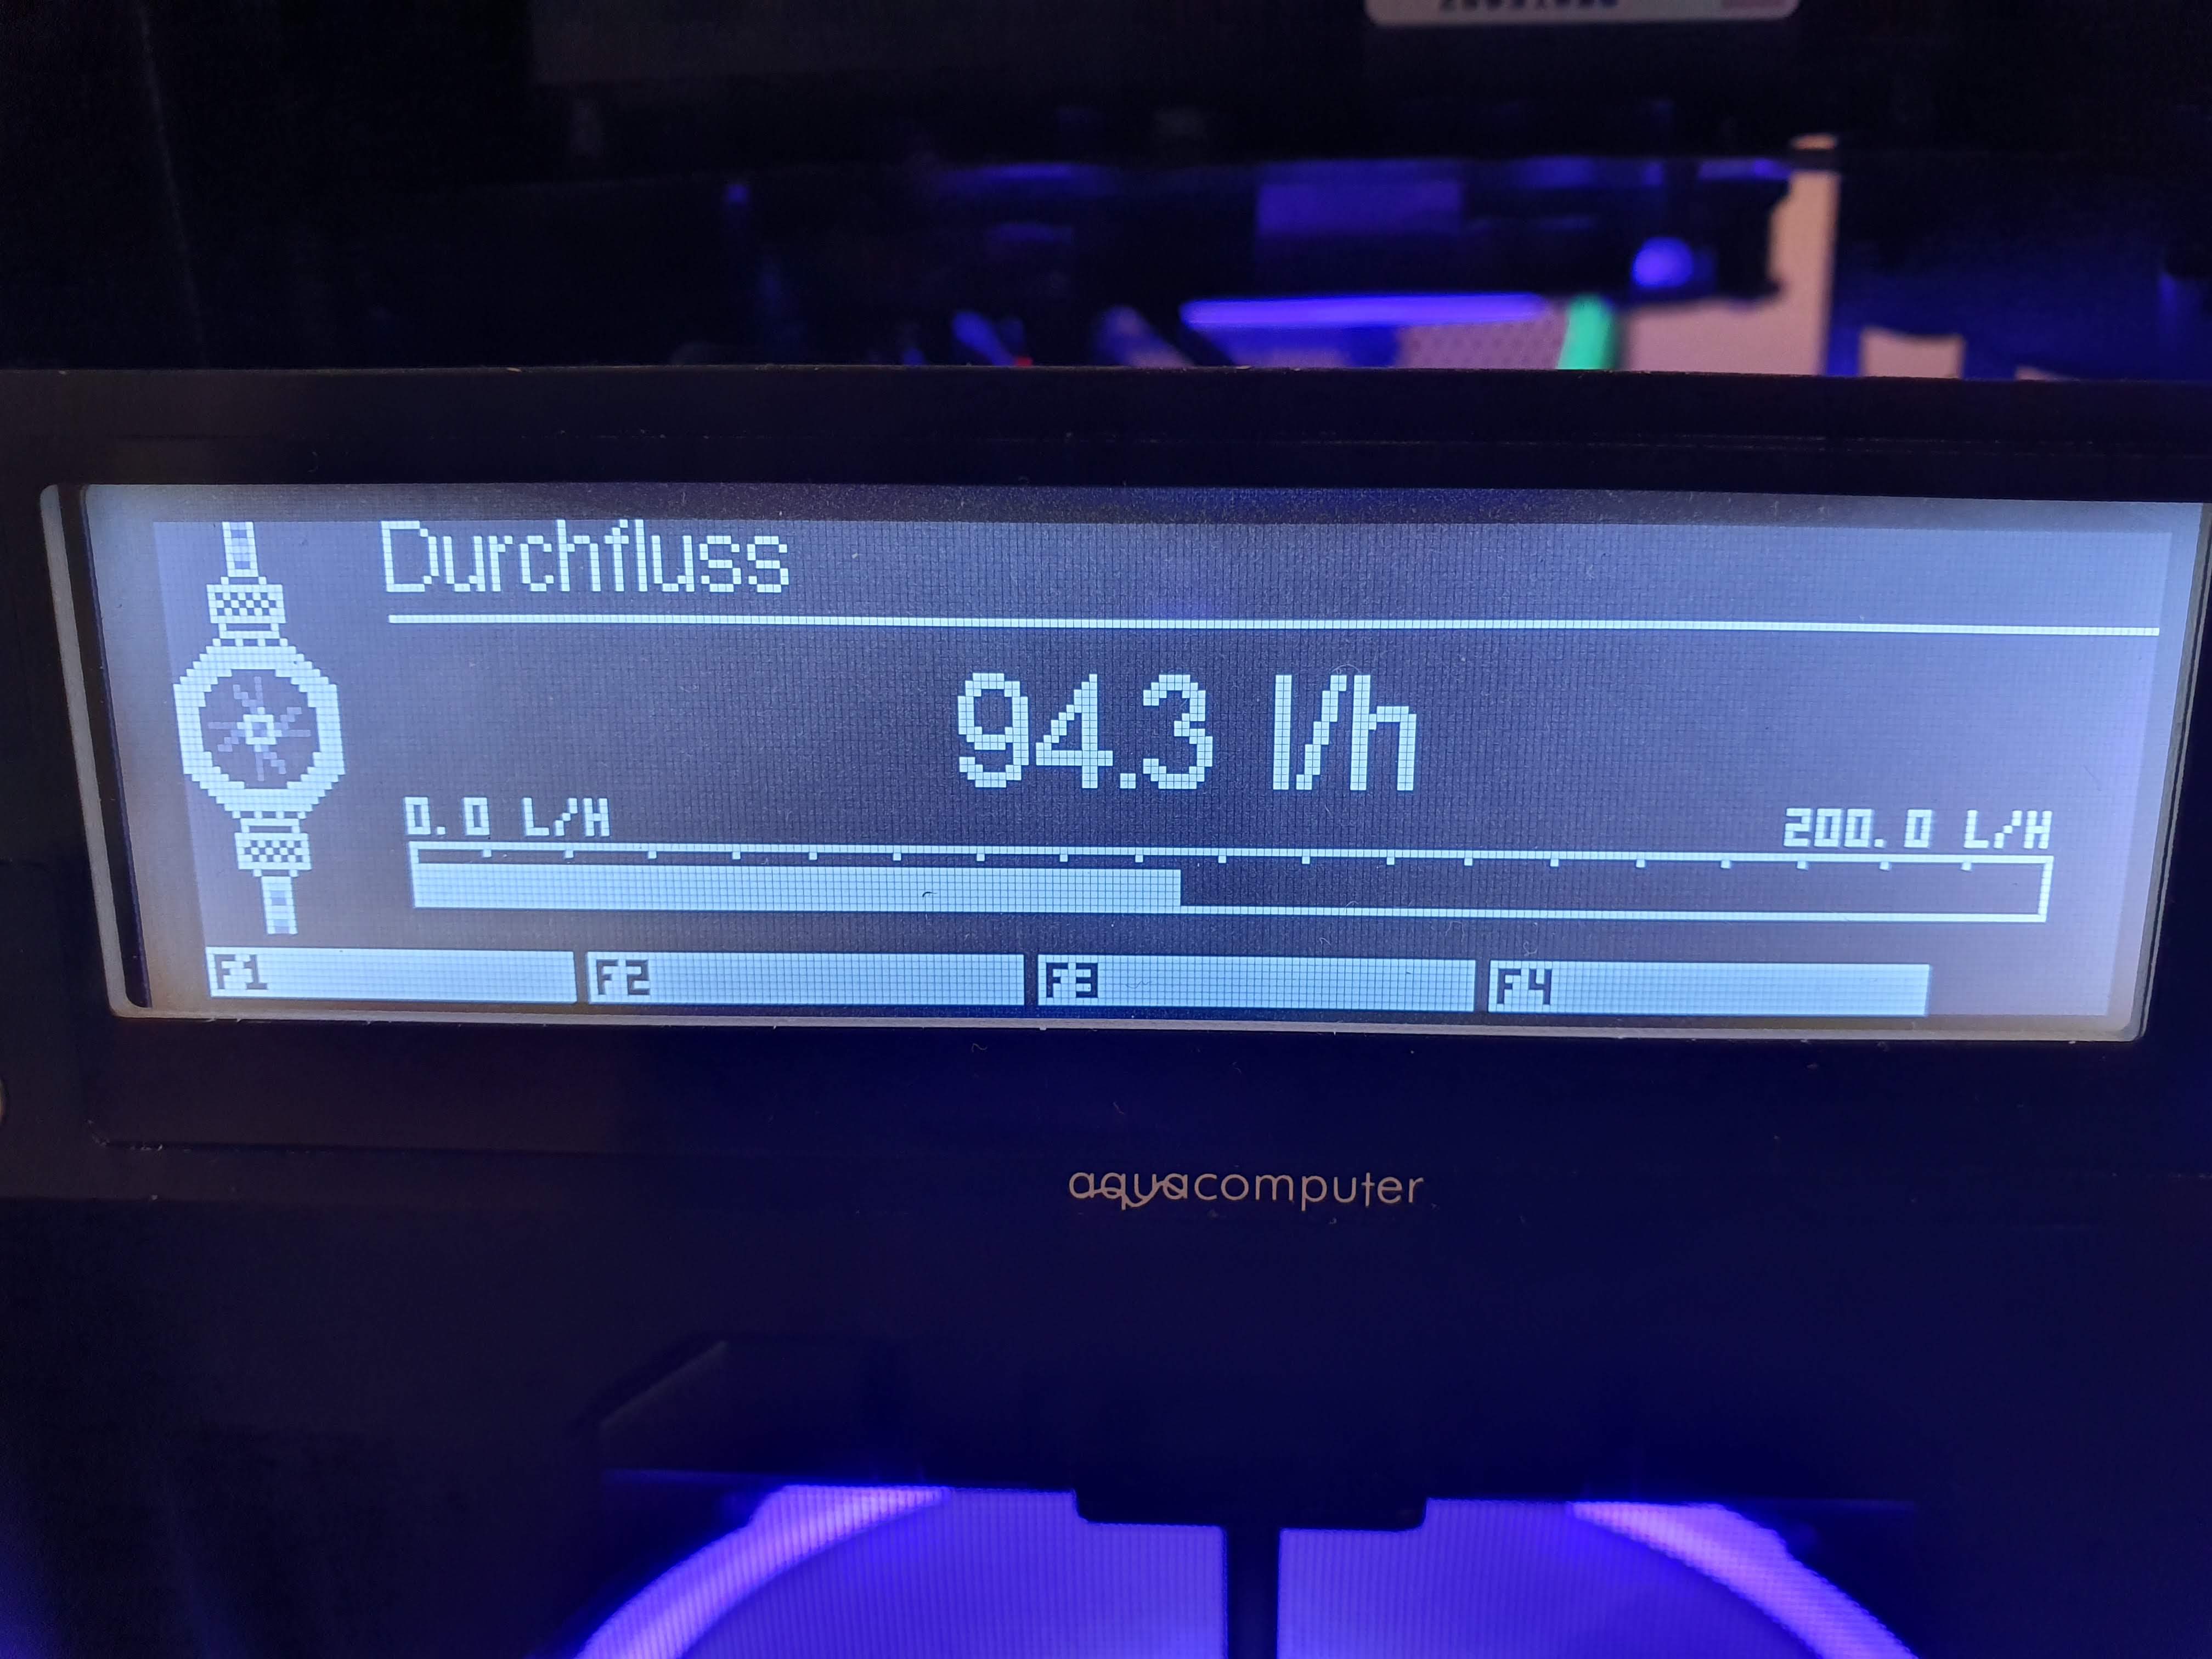 Durchfluss
94.3 l/h
0.0 L/H
200.0 L/H
F1 F2 F3 F4
aquacomputer